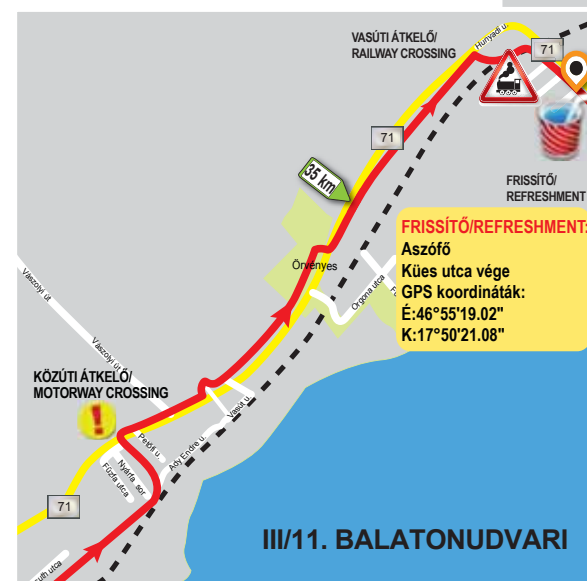 VASÚTI ÁTKELŐ/
RAILWAY CROSSING
Hunyadi u.
71
71
35 km
FRISSÍTŐ/
REFRESHMENT
FRISSÍTŐ/REFRESHMENT:
Aszófő
Kües utca vége
GPS koordináták:
É:46°55'19.02"
K:17°50'21.08"
Örvényes
Orgona utca
Vászolyi út
Vászolyi út
KÖZÚTI ÁTKELŐ/
MOTORWAY CROSSING
Vasút u.
Petőfi u.
Ady Endre u.
Nyárfa sor
Fűzfa utca
71
III/11. BALATONUDVARI